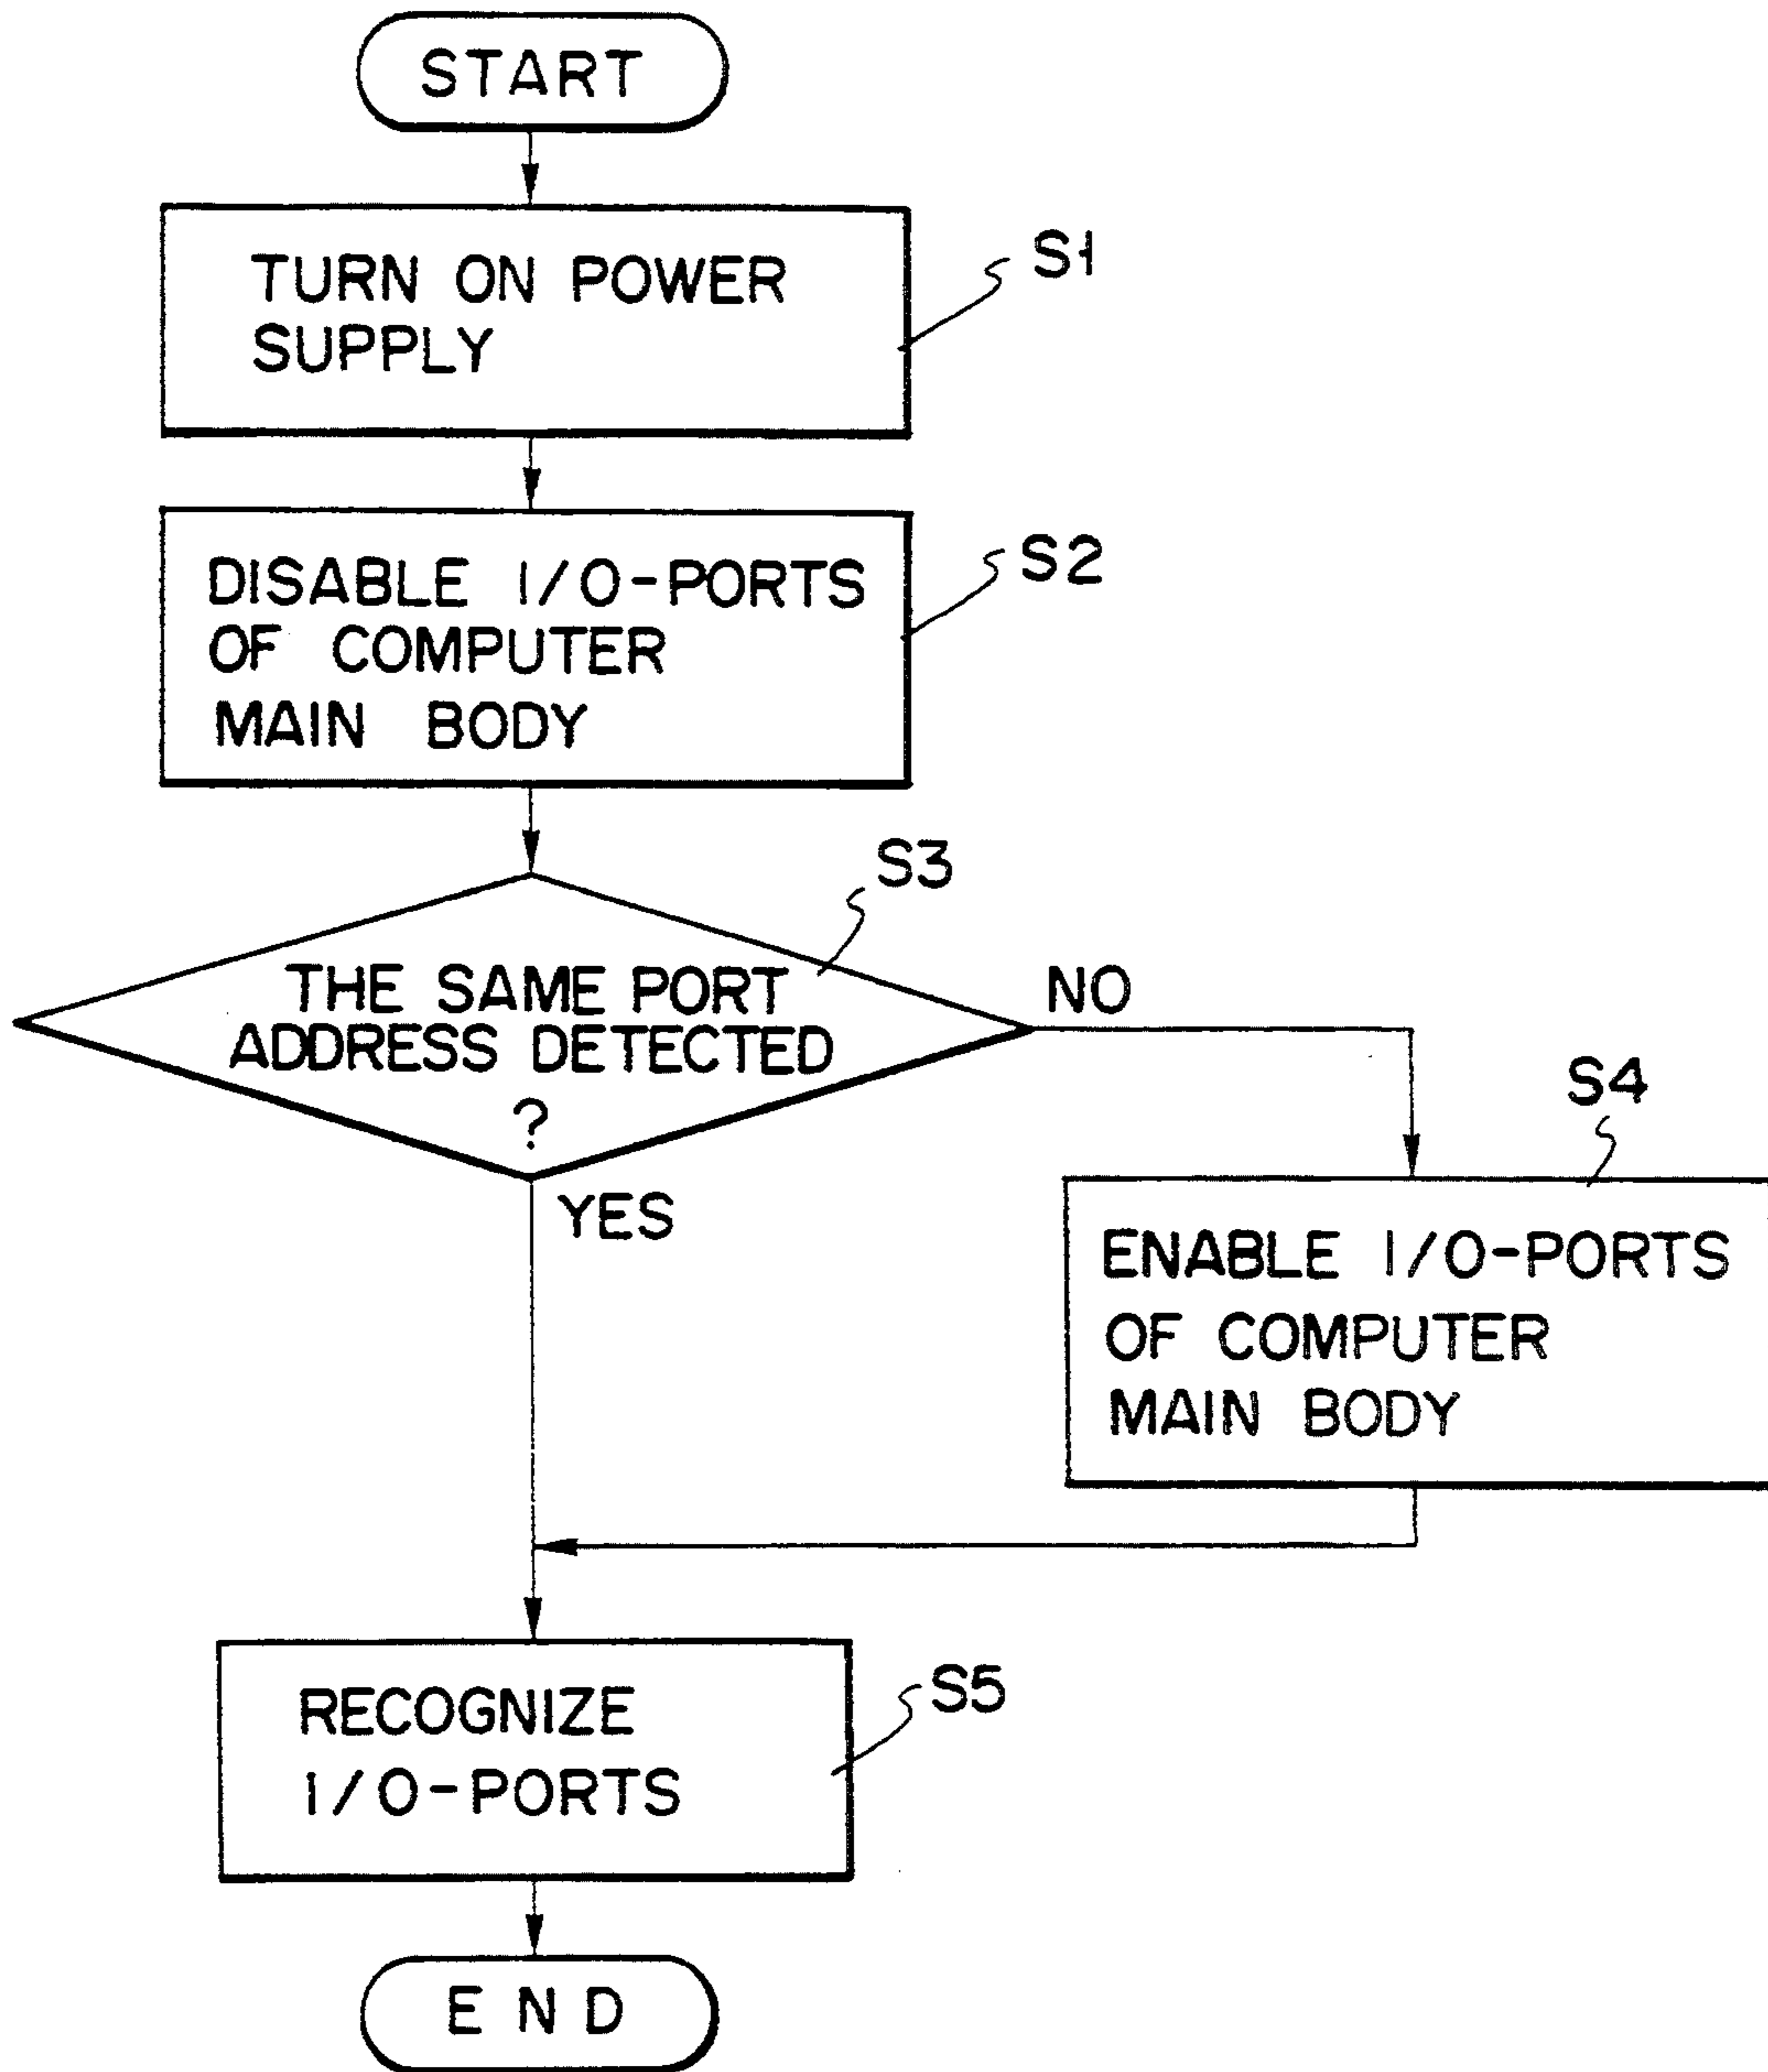 START
TURN ON POWER
SUPPLY
S1
DISABLE I/O-PORTS
OF COMPUTER
MAIN BODY
S2
S3
THE SAME PORT
ADDRESS DETECTED
?
NO
YES
S4
ENABLE I/O-PORTS
OF COMPUTER
MAIN BODY
RECOGNIZE
I/O-PORTS
S5
END